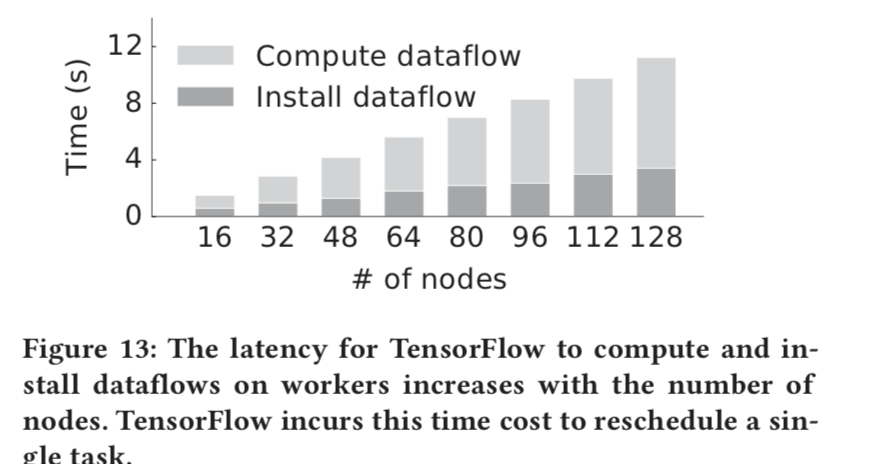 12
Compute dataflow
Install dataflow
8
4
0
Time (s)
16 32 48 64 80 96 112 128
# of nodes
Figure 13: The latency for TensorFlow to compute and in-
stall dataflows on workers increases with the number of
nodes. TensorFlow incurs this time cost to reschedule a sin-
gle task.